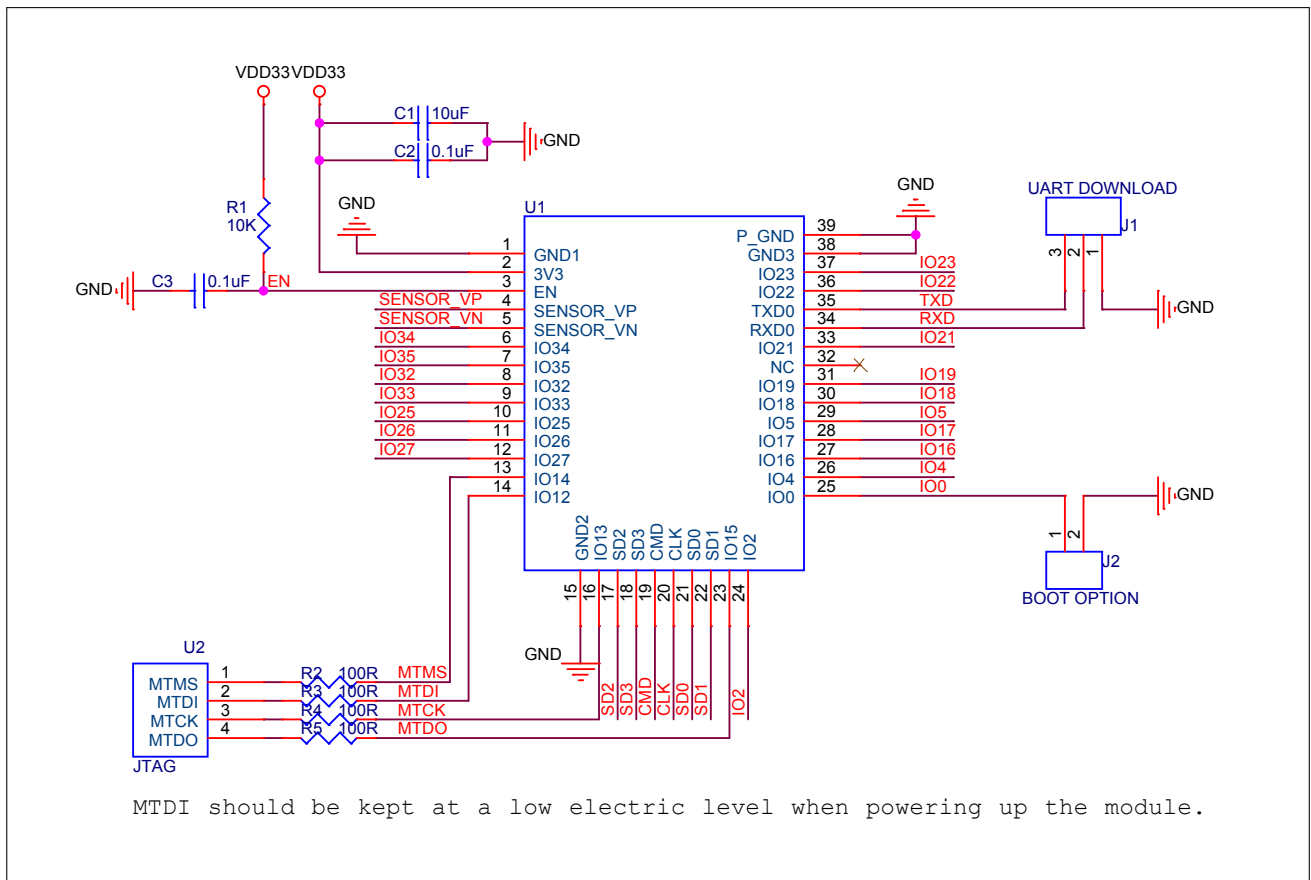 VDD33 VDD33
C1 10uF
C2 0.1uF
GND
R1
10K
GND
GND C3 0.1uF EN
U1
1 GND1
2 3V3
3 EN
SENSOR_VP 4 SENSOR_VP
SENSOR_VN 5 SENSOR_VN
IO34 6 IO34
IO35 7 IO35
IO32 8 IO32
IO33 9 IO33
IO25 10 IO25
IO26 11 IO26
IO27 12 IO27
13 IO14
14 IO12
GND
P_GND 39
GND3 38
IO23 37 IO23
IO22 36 IO22
TXD0 35 TXD
RXD0 34 RXD
IO21 33 IO21
NC 32
IO19 31 IO19
IO18 30 IO18
IO5 29 IO5
IO17 28 IO17
IO16 27 IO16
IO4 26 IO4
IO0 25 IO0
UART DOWNLOAD
J1
3 2 1
GND
GND
1 2
J2
BOOT OPTION
GND2 IO13 SD2 SD3 CMD CLK SD0 SD1 IO15 IO2
15 16 17 18 19 20 21 22 23 24
GND
SD2 SD3 CMD CLK SD0 SD1 IO2
U2
MTMS 1 R2 100R MTMS
MTDI 2 R3 100R MTDI
MTCK 3 R4 100R MTCK
MTDO 4 R5 100R MTDO
JTAG
MTDI should be kept at a low electric level when powering up the module.